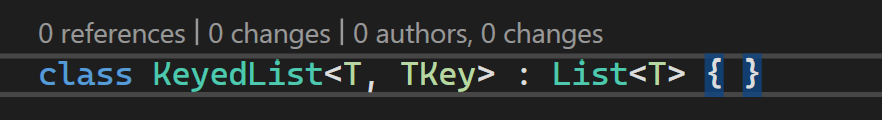 0 references | 0 changes | 0 authors, 0 changes
class KeyedList<T, TKey> : List<T> { }